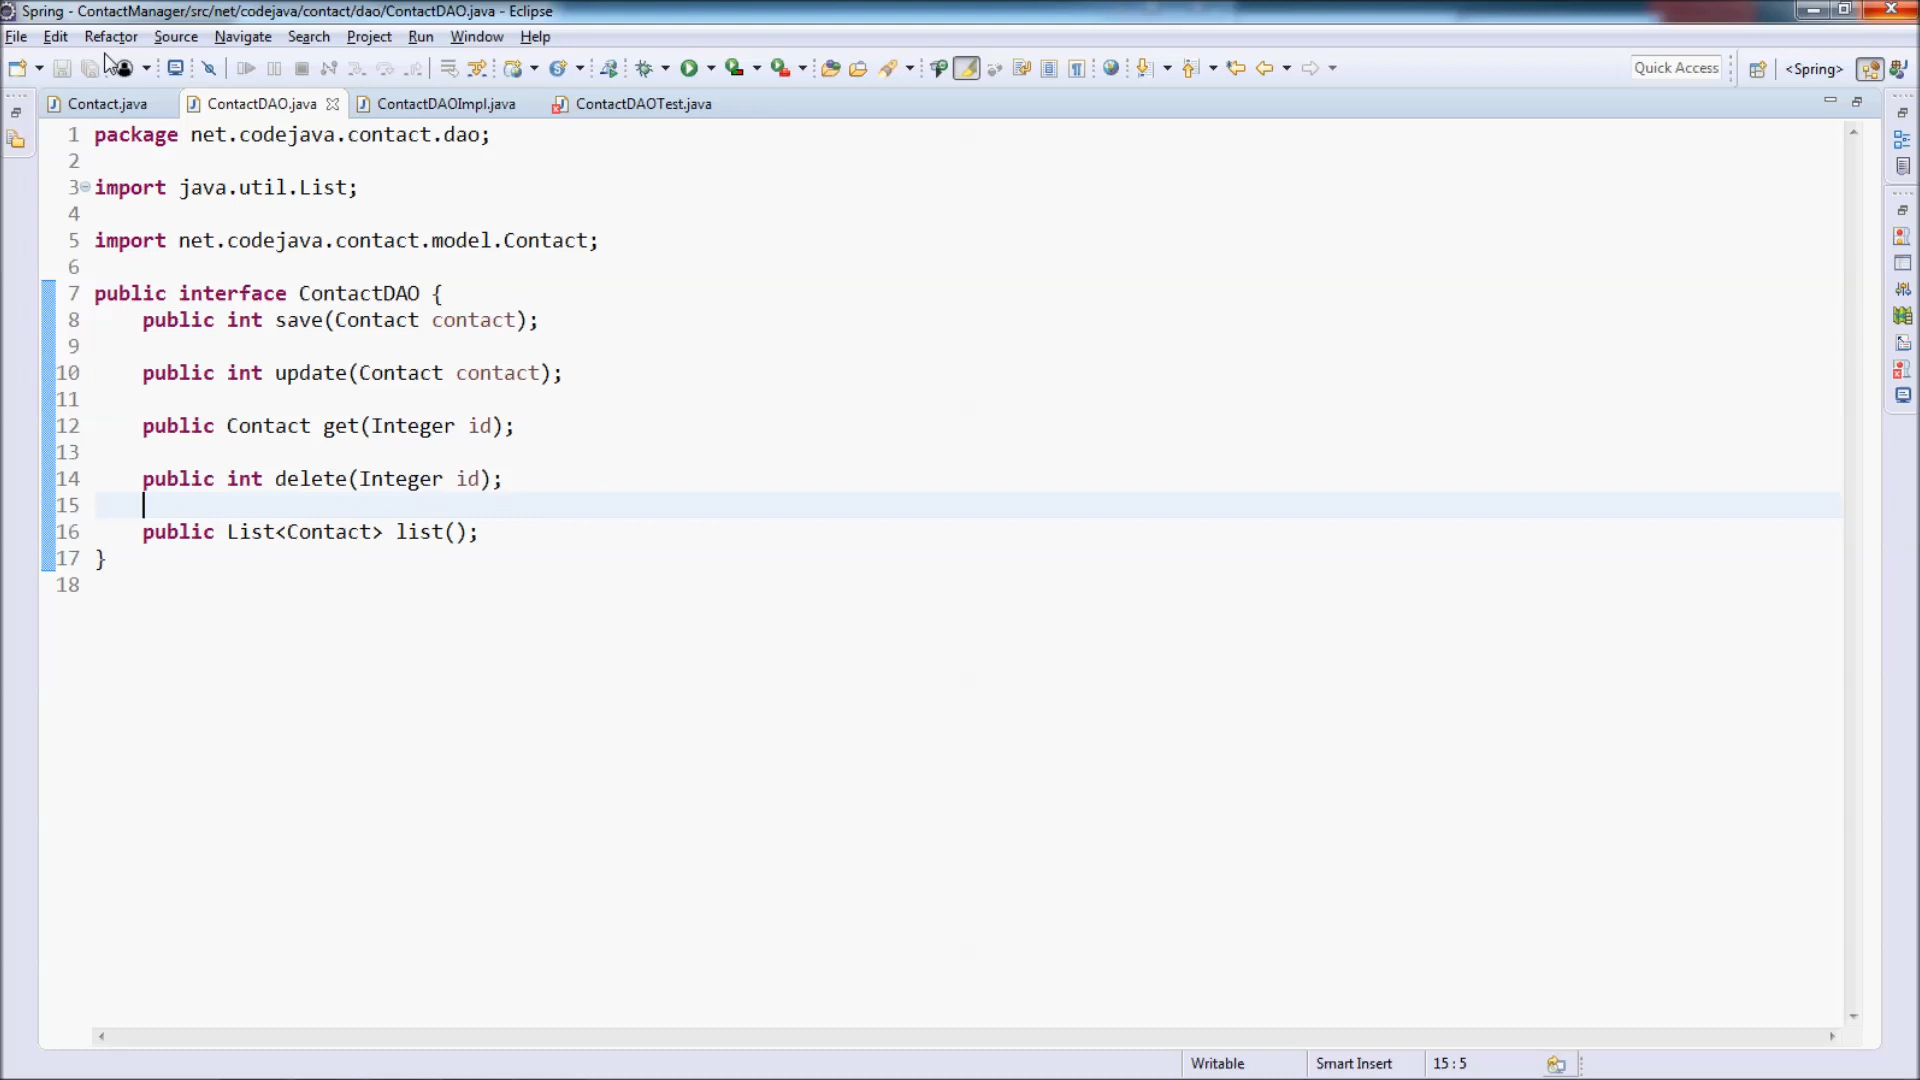 Spring - ContactManager/src/net/codejava/contact/dao/ContactDAO.java - Eclipse
File Edit Refactor Source Navigate Search Project Run Window Help
Quick Access <Spring>
Contact.java ContactDAO.java ContactDAOImpl.java ContactDAOTest.java
1 package net.codejava.contact.dao;
2
3 import java.util.List;
4
5 import net.codejava.contact.model.Contact;
6
7 public interface ContactDAO {
8 public int save(Contact contact);
9
10 public int update(Contact contact);
11
12 public Contact get(Integer id);
13
14 public int delete(Integer id);
15
16 public List<Contact> list();
17 }
18
Writable Smart Insert 15 : 5